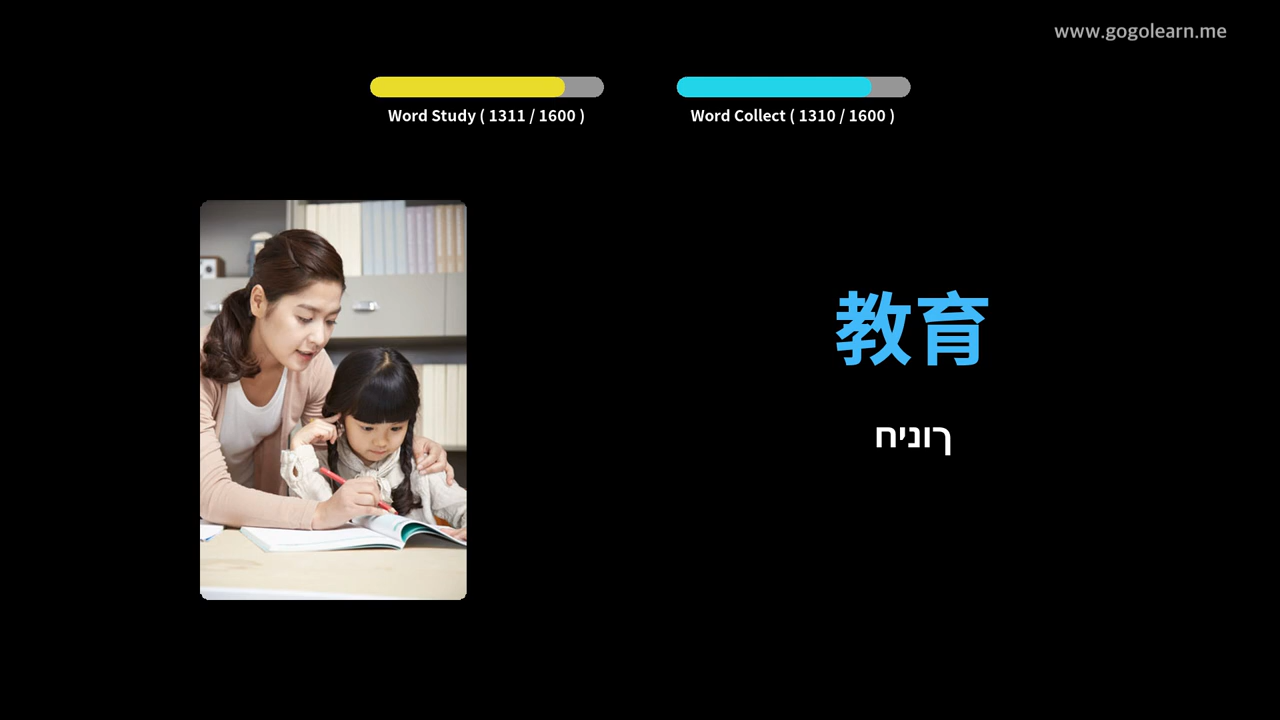 www.gogolearn.me
Word Study ( 1311 / 1600 )
Word Collect ( 1310 / 1600 )
教育
חינוך